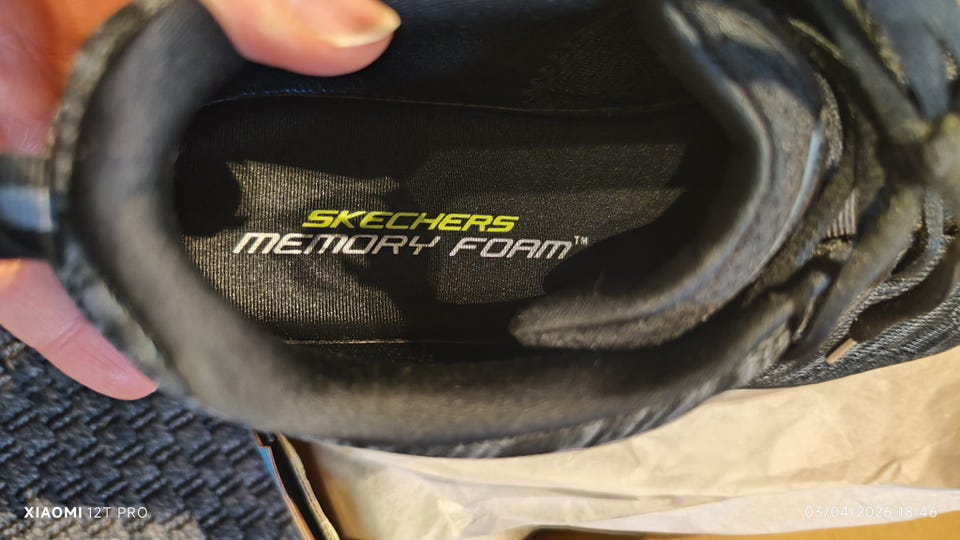 SKECHERS
MEMORY FOAM™
XIAOMI 12T PRO
03/04/2026 18:46